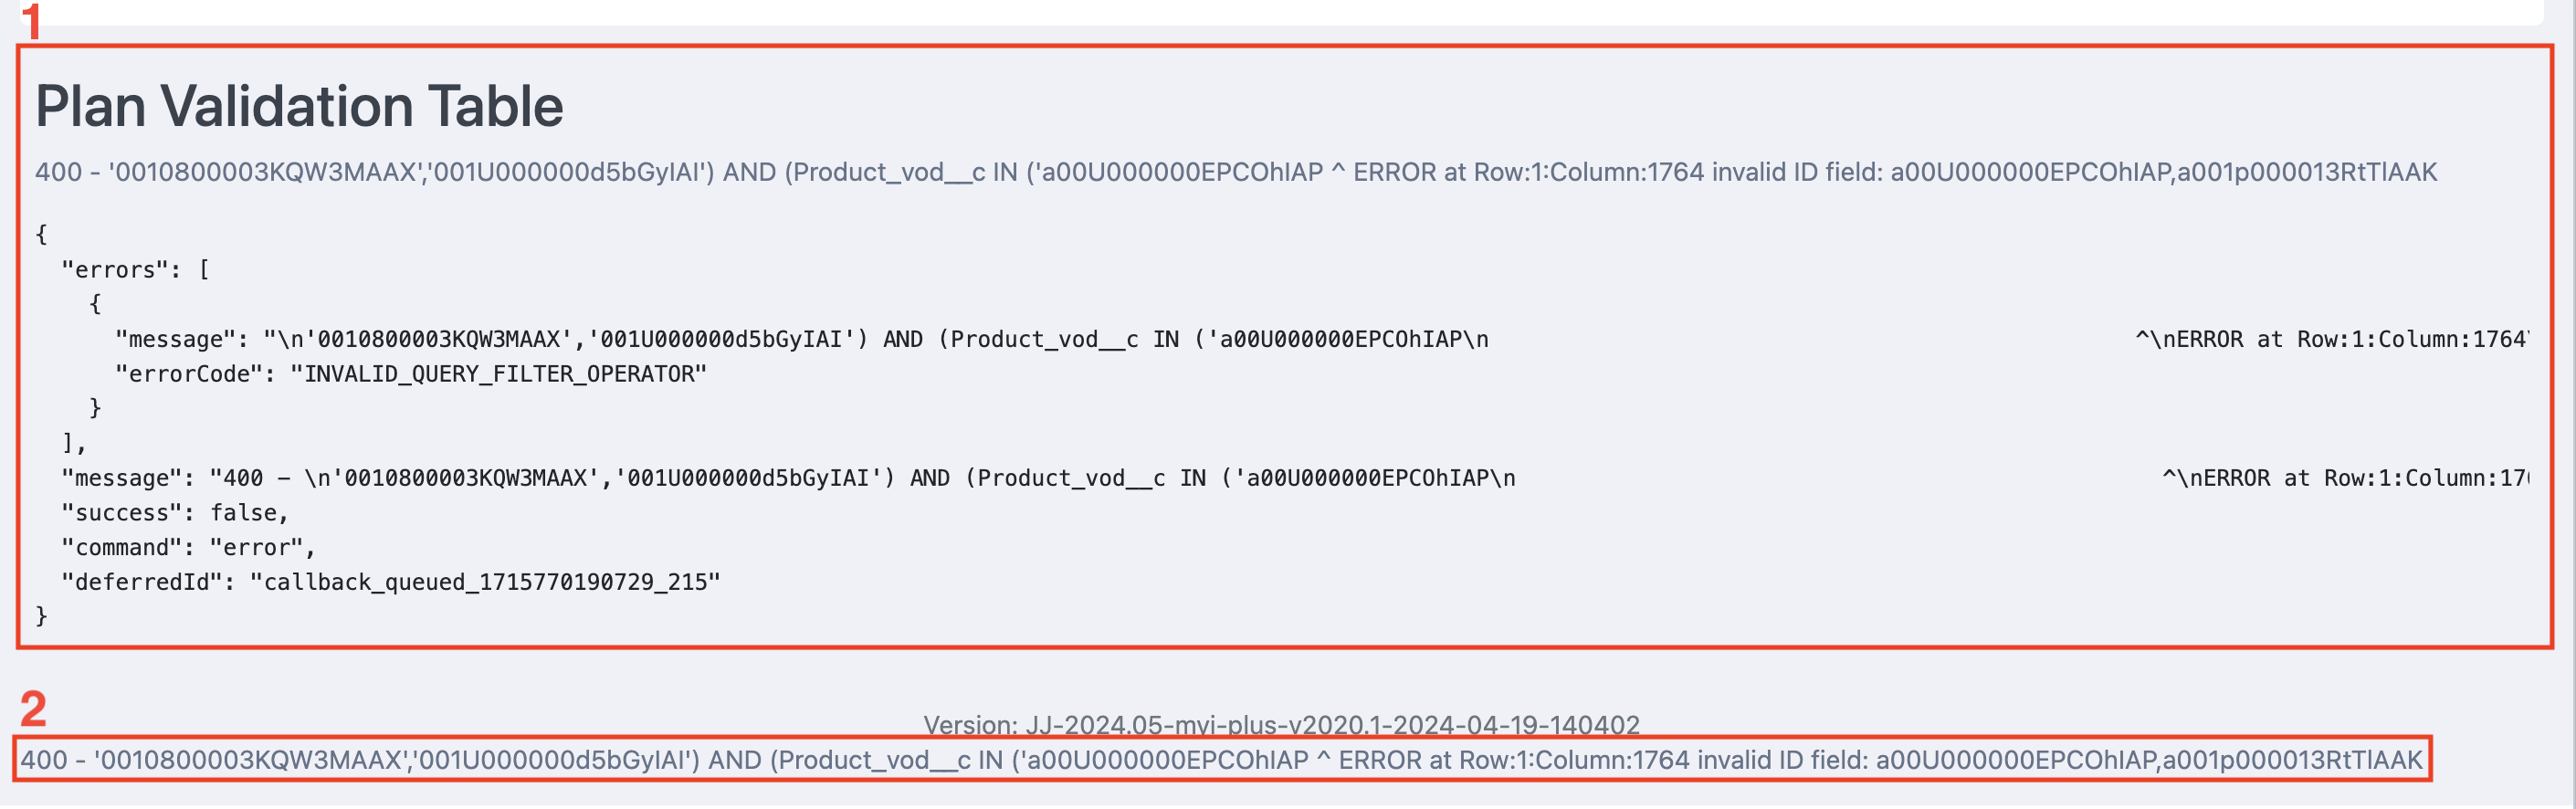 1
Plan Validation Table
400 - '0010800003KQW3MAAX','001U000000d5bGyIAI') AND (Product_vod__c IN ('a00U000000EPCOhIAP ^ ERROR at Row:1:Column:1764 invalid ID field: a00U000000EPCOhIAP,a001p000013RtTlAAK
{
  "errors": [
    {
      "message": "\n'0010800003KQW3MAAX','001U000000d5bGyIAI') AND (Product_vod__c IN ('a00U000000EPCOhIAP\n ^\nERROR at Row:1:Column:1764
      "errorCode": "INVALID_QUERY_FILTER_OPERATOR"
    }
  ],
  "message": "400 - \n'0010800003KQW3MAAX','001U000000d5bGyIAI') AND (Product_vod__c IN ('a00U000000EPCOhIAP\n ^\nERROR at Row:1:Column:17
  "success": false,
  "command": "error",
  "deferredId": "callback_queued_1715770190729_215"
}
2
Version: JJ-2024.05-mvi-plus-v2020.1-2024-04-19-140402
400 - '0010800003KQW3MAAX','001U000000d5bGyIAI') AND (Product_vod__c IN ('a00U000000EPCOhIAP ^ ERROR at Row:1:Column:1764 invalid ID field: a00U000000EPCOhIAP,a001p000013RtTlAAK